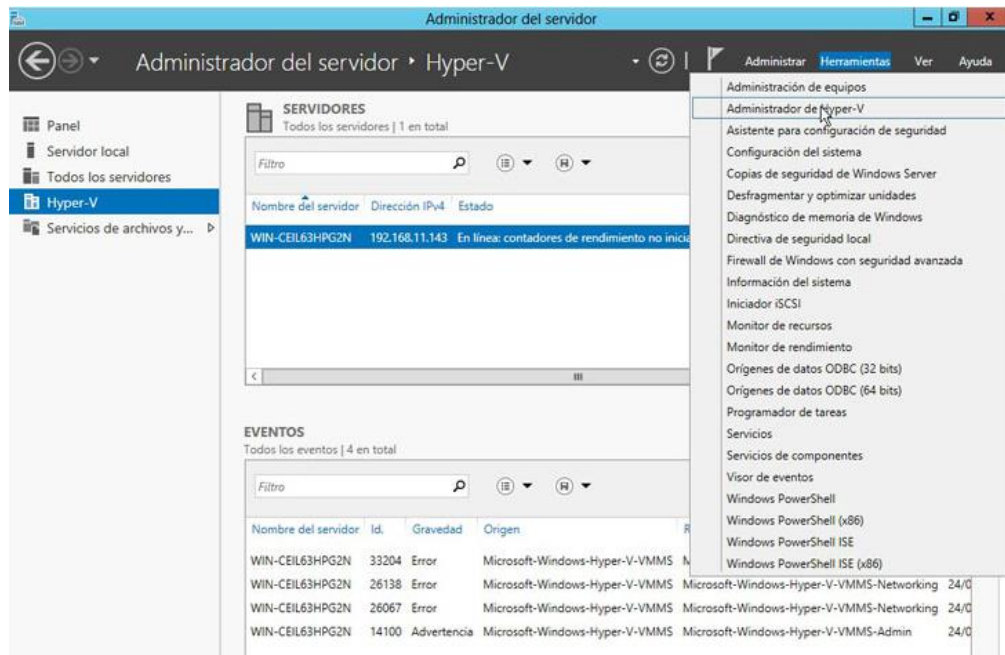 Administrador del servidor
Administrador del servidor ‣ Hyper-V
Administrar Herramientas Ver Ayuda
Panel
Servidor local
Todos los servidores
Hyper-V
Servicios de archivos y...
SERVIDORES
Todos los servidores | 1 en total
Filtro
Nombre del servidor Dirección IPv4 Estado
WIN-CEIL63HPG2N 192.168.11.143 En línea: contadores de rendimiento no inicia
EVENTOS
Todos los eventos | 4 en total
Filtro
Nombre del servidor Id. Gravedad Origen
WIN-CEIL63HPG2N 33204 Error Microsoft-Windows-Hyper-V-VMMS M
WIN-CEIL63HPG2N 26138 Error Microsoft-Windows-Hyper-V-VMMS Microsoft-Windows-Hyper-V-VMMS-Networking 24/0
WIN-CEIL63HPG2N 26067 Error Microsoft-Windows-Hyper-V-VMMS Microsoft-Windows-Hyper-V-VMMS-Networking 24/0
WIN-CEIL63HPG2N 14100 Advertencia Microsoft-Windows-Hyper-V-VMMS Microsoft-Windows-Hyper-V-VMMS-Admin 24/0
Administración de equipos
Administrador de Hyper-V
Asistente para configuración de seguridad
Configuración del sistema
Copias de seguridad de Windows Server
Desfragmentar y optimizar unidades
Diagnóstico de memoria de Windows
Directiva de seguridad local
Firewall de Windows con seguridad avanzada
Información del sistema
Iniciador iSCSI
Monitor de recursos
Monitor de rendimiento
Orígenes de datos ODBC (32 bits)
Orígenes de datos ODBC (64 bits)
Programador de tareas
Servicios
Servicios de componentes
Visor de eventos
Windows PowerShell
Windows PowerShell (x86)
Windows PowerShell ISE
Windows PowerShell ISE (x86)